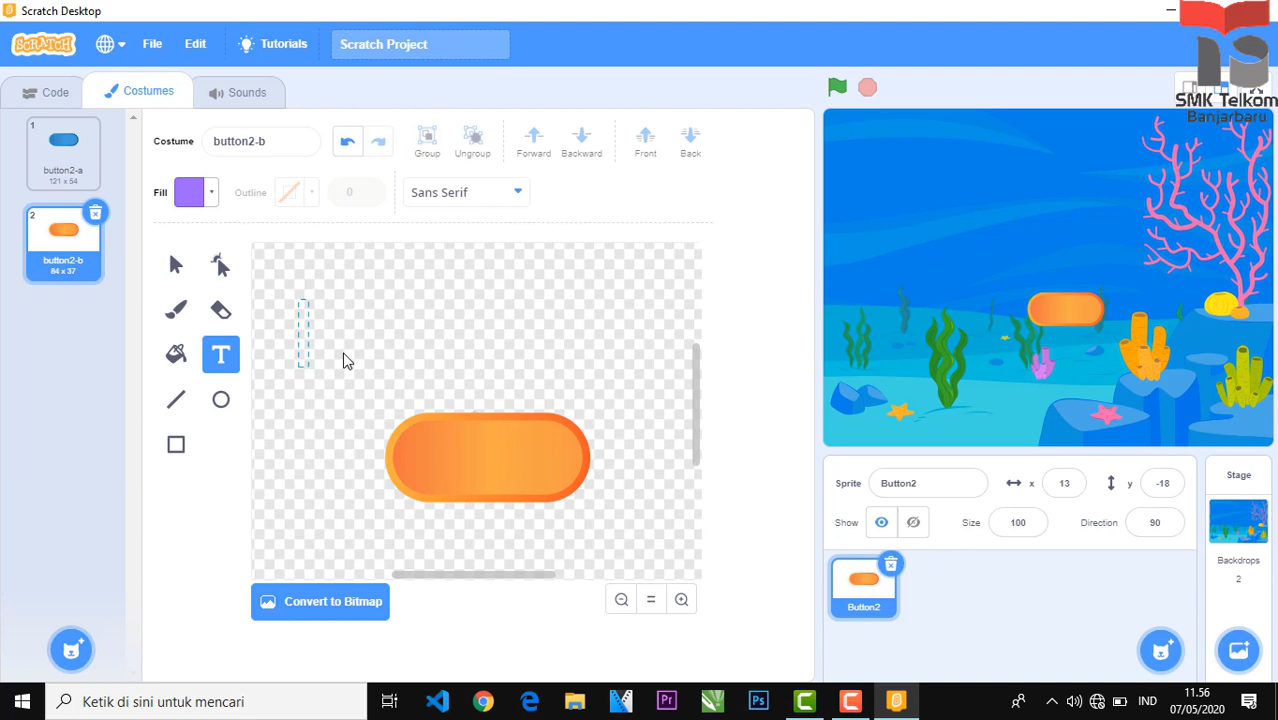 Scratch Desktop
SCRATCH
File
Edit
Tutorials
Scratch Project
SMK Telkom
Banjarbaru
Code
Costumes
Sounds
1
button2-a
121 x 54
2
button2-b
84 x 37
Costume
button2-b
Group
Ungroup
Forward
Backward
Front
Back
Fill
Outline
0
Sans Serif
T
Convert to Bitmap
=
Sprite
Button2
x
13
y
-18
Show
Size
100
Direction
90
Button2
Stage
Backdrops
2
Ketik di sini untuk mencari
Pr
Ps
IND
11.56
07/05/2020